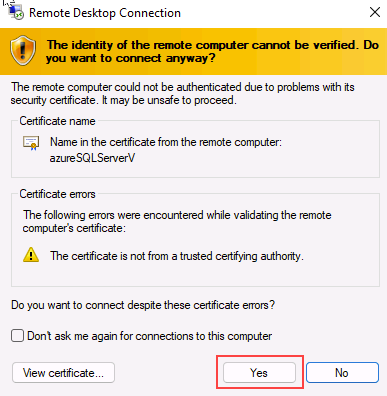 Remote Desktop Connection
The identity of the remote computer cannot be verified. Do
you want to connect anyway?
The remote computer could not be authenticated due to problems with its
security certificate. It may be unsafe to proceed.
Certificate name
Name in the certificate from the remote computer:
azureSQLServerV
Certificate errors
The following errors were encountered while validating the remote
computer's certificate:
The certificate is not from a trusted certifying authority.
Do you want to connect despite these certificate errors?
Don't ask me again for connections to this computer
View certificate... Yes No